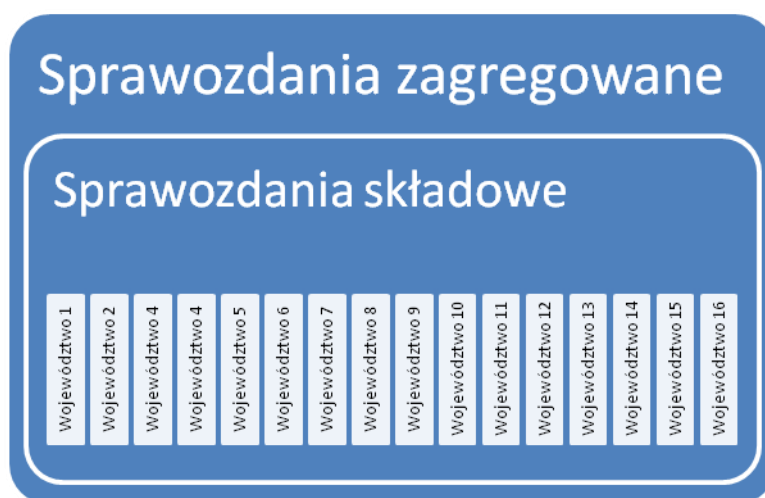 Sprawozdania zagregowane
Sprawozdania składowe
Województwo 1
Województwo 2
Województwo 4
Województwo 4
Województwo 5
Województwo 6
Województwo 7
Województwo 8
Województwo 9
Województwo 10
Województwo 11
Województwo 12
Województwo 13
Województwo 14
Województwo 15
Województwo 16